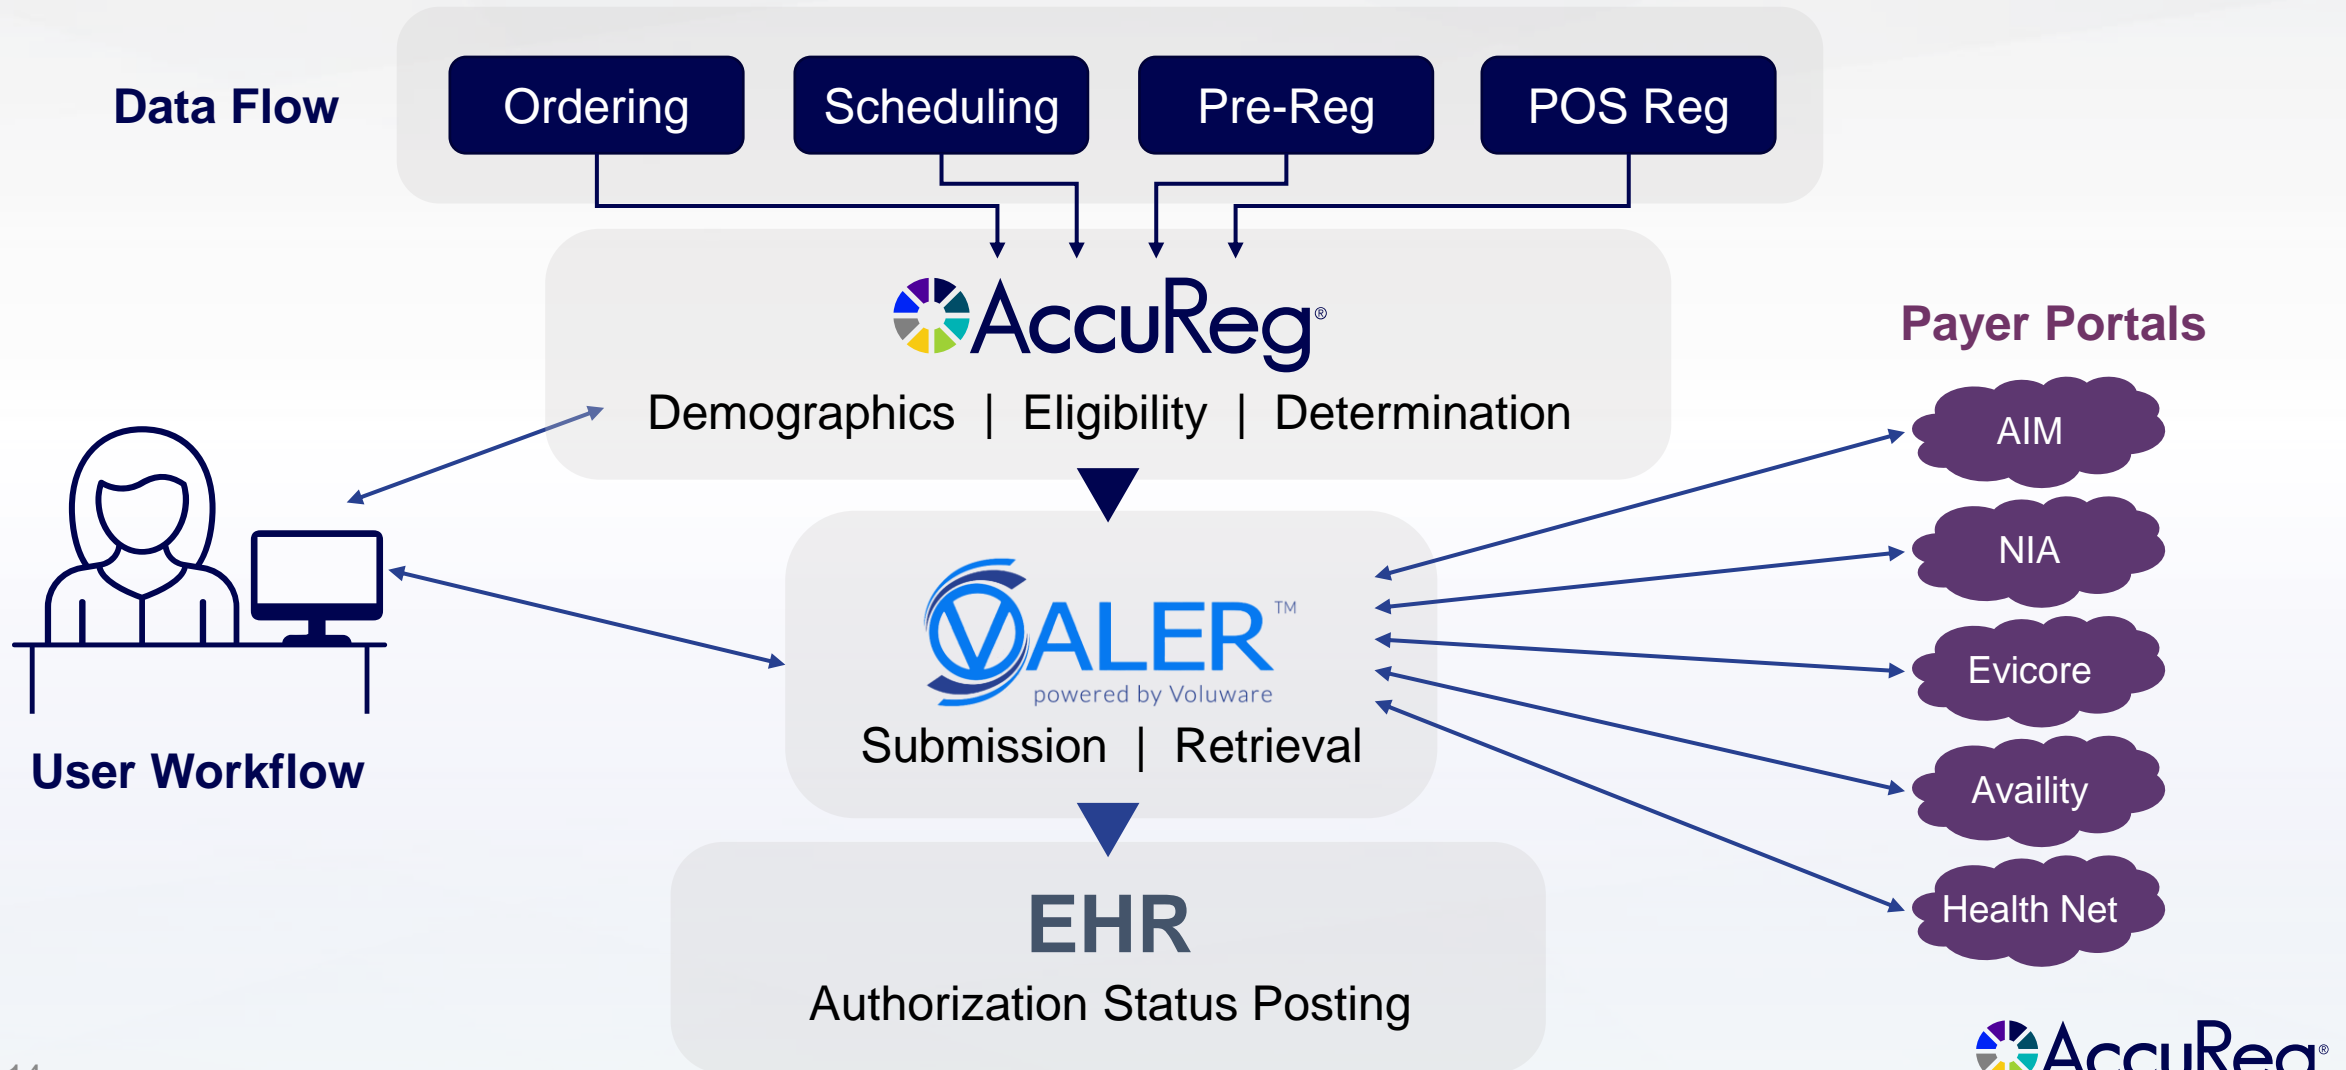 Data Flow
Ordering
Scheduling
Pre-Reg
POS Reg
AccuReg®
Demographics | Eligibility | Determination
Payer Portals
AIM
NIA
Evicore
Availity
Health Net
VALER™
powered by Voluware
Submission | Retrieval
User Workflow
EHR
Authorization Status Posting
AccuReg®